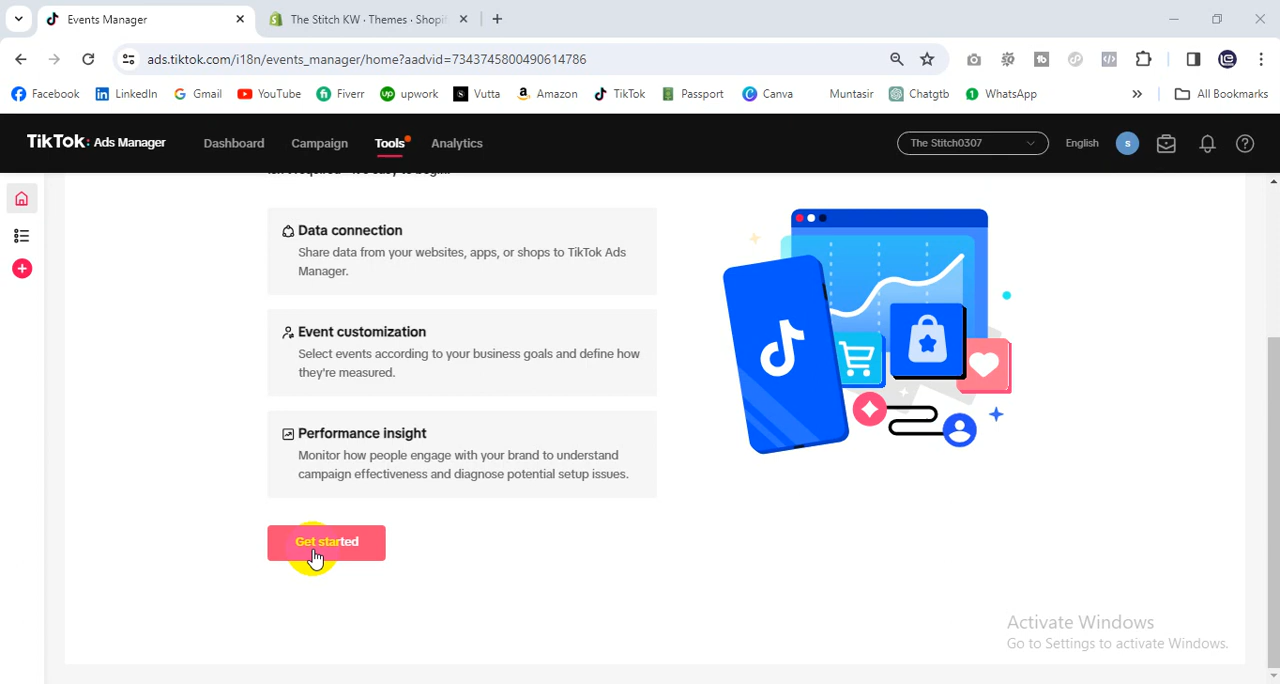 Events Manager
The Stitch KW · Themes · Shopi
ads.tiktok.com/i18n/events_manager/home?aadvid=7343745800490614786
Facebook LinkedIn Gmail YouTube Fiverr upwork Vutta Amazon TikTok Passport Canva Muntasir Chatgtb WhatsApp » All Bookmarks
TikTok: Ads Manager Dashboard Campaign Tools Analytics The Stitch0307 English S
Data connection
Share data from your websites, apps, or shops to TikTok Ads
Manager.
Event customization
Select events according to your business goals and define how
they're measured.
Performance insight
Monitor how people engage with your brand to understand
campaign effectiveness and diagnose potential setup issues.
Get started
Activate Windows
Go to Settings to activate Windows.